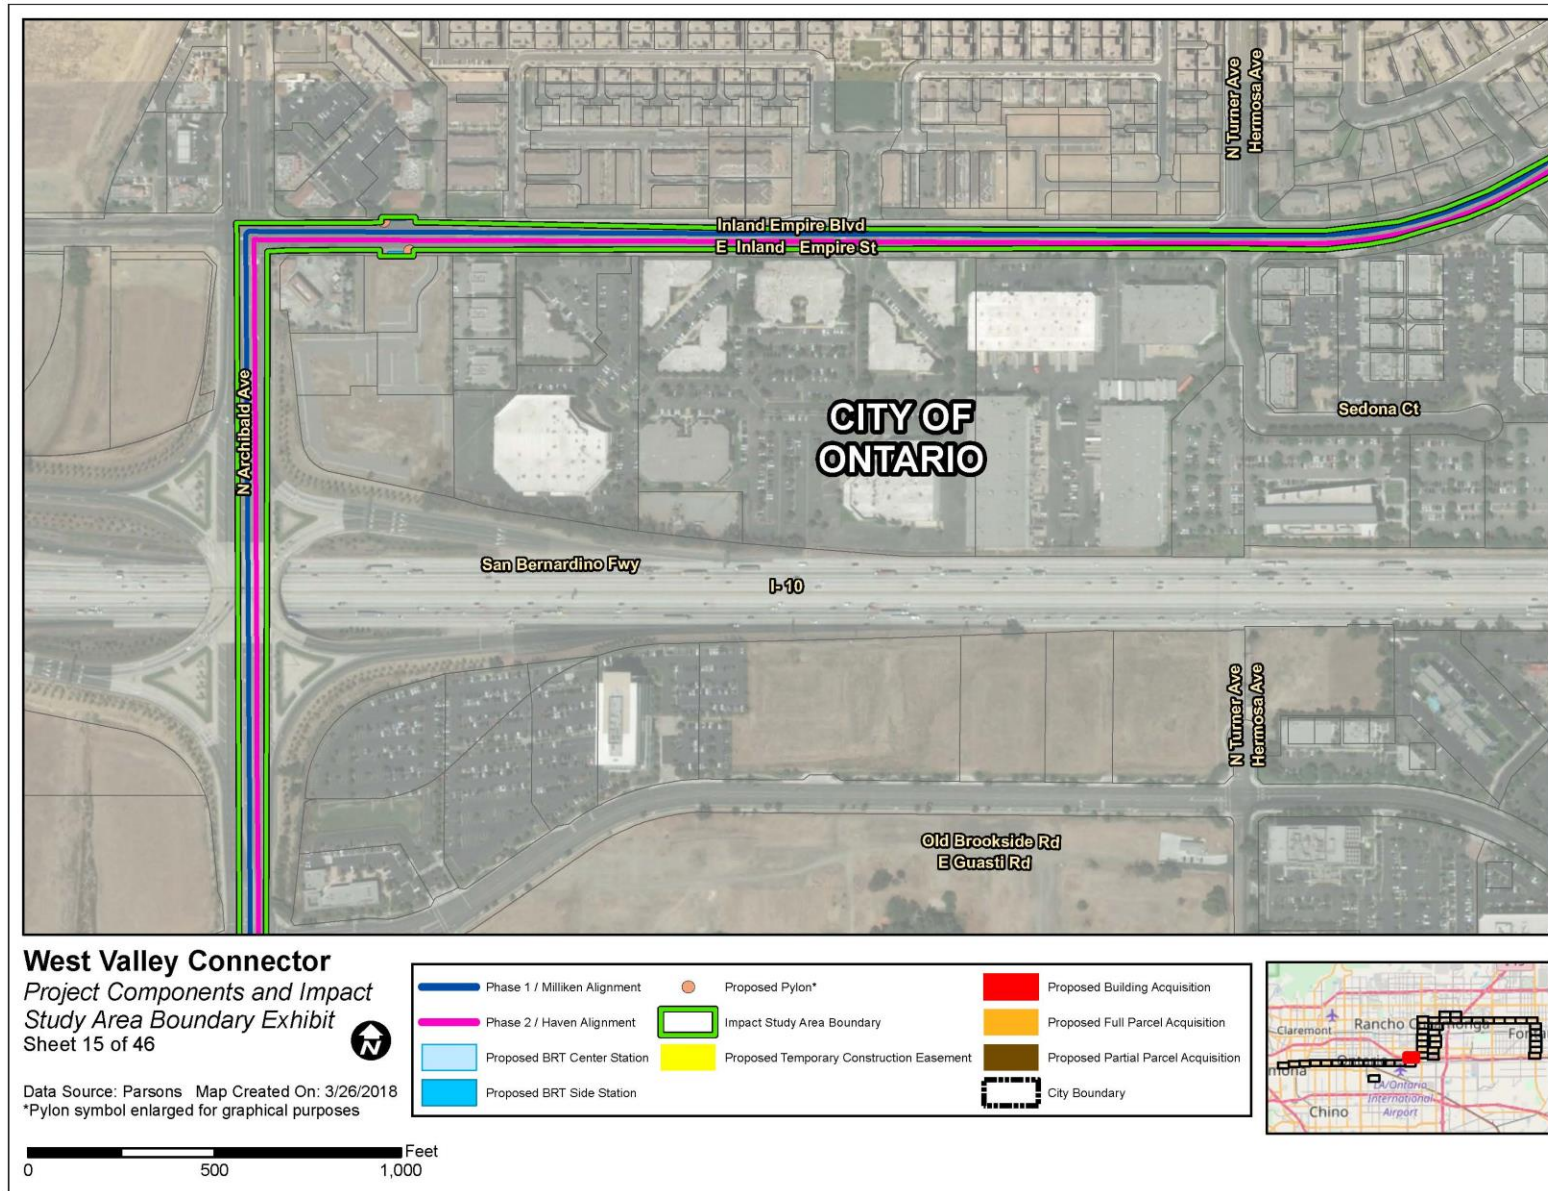 N Turner Ave
Hermosa Ave
Inland Empire Blvd
E Inland Empire St
N Archibald Ave
CITY OF
ONTARIO
Sedona Ct
San Bernardino Fwy
I-10
N Turner Ave
Hermosa Ave
Old Brookside Rd
E Guasti Rd
West Valley Connector
Project Components and Impact
Study Area Boundary Exhibit
Sheet 15 of 46
N
Data Source: Parsons Map Created On: 3/26/2018
*Pylon symbol enlarged for graphical purposes
0 500 1,000 Feet
Phase 1 / Milliken Alignment
Phase 2 / Haven Alignment
Proposed BRT Center Station
Proposed BRT Side Station
Proposed Pylon*
Impact Study Area Boundary
Proposed Temporary Construction Easement
Proposed Building Acquisition
Proposed Full Parcel Acquisition
Proposed Partial Parcel Acquisition
City Boundary
Claremont
Rancho
LA/Ontario
International
Airport
Chino